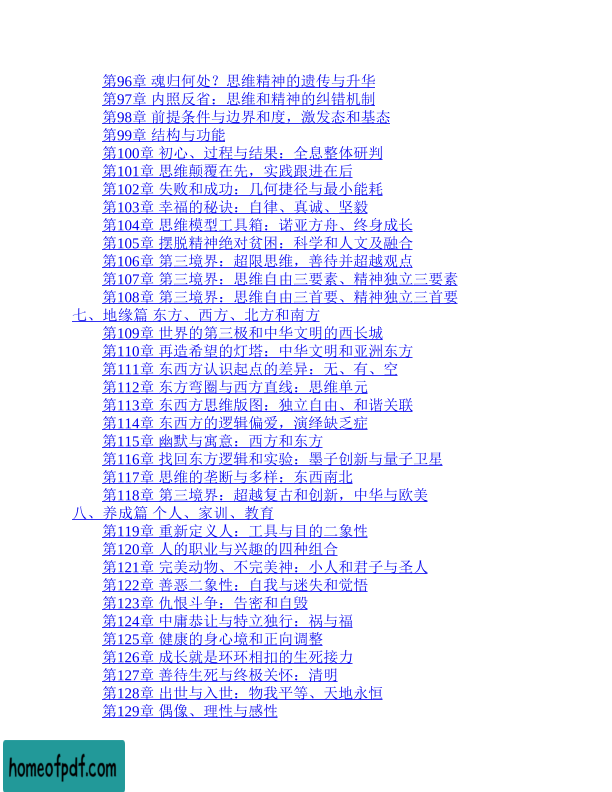 第96章 魂归何处？思维精神的遗传与升华
第97章 内照反省：思维和精神的纠错机制
第98章 前提条件与边界和度，激发态和基态
第99章 结构与功能
第100章 初心、过程与结果：全息整体研判
第101章 思维颠覆在先，实践跟进在后
第102章 失败和成功：几何捷径与最小能耗
第103章 幸福的秘诀：自律、真诚、坚毅
第104章 思维模型工具箱：诺亚方舟、终身成长
第105章 摆脱精神绝对贫困：科学和人文及融合
第106章 第三境界：超限思维，善待并超越观点
第107章 第三境界：思维自由三要素、精神独立三要素
第108章 第三境界：思维自由三首要、精神独立三首要
七、地缘篇 东方、西方、北方和南方
第109章 世界的第三极和中华文明的西长城
第110章 再造希望的灯塔：中华文明和亚洲东方
第111章 东西方认识起点的差异：无、有、空
第112章 东方弯圈与西方直线：思维单元
第113章 东西方思维版图：独立自由、和谐关联
第114章 东西方的逻辑偏爱，演绎缺乏症
第115章 幽默与寓意：西方和东方
第116章 找回东方逻辑和实验：墨子创新与量子卫星
第117章 思维的垄断与多样：东西南北
第118章 第三境界：超越复古和创新，中华与欧美
八、养成篇 个人、家训、教育
第119章 重新定义人：工具与目的二象性
第120章 人的职业与兴趣的四种组合
第121章 完美动物、不完美神：小人和君子与圣人
第122章 善恶二象性：自我与迷失和觉悟
第123章 仇恨斗争：告密和自毁
第124章 中庸恭让与特立独行：祸与福
第125章 健康的身心境和正向调整
第126章 成长就是环环相扣的生死接力
第127章 善待生死与终极关怀：清明
第128章 出世与入世：物我平等、天地永恒
第129章 偶像、理性与感性
homeofpdf.com